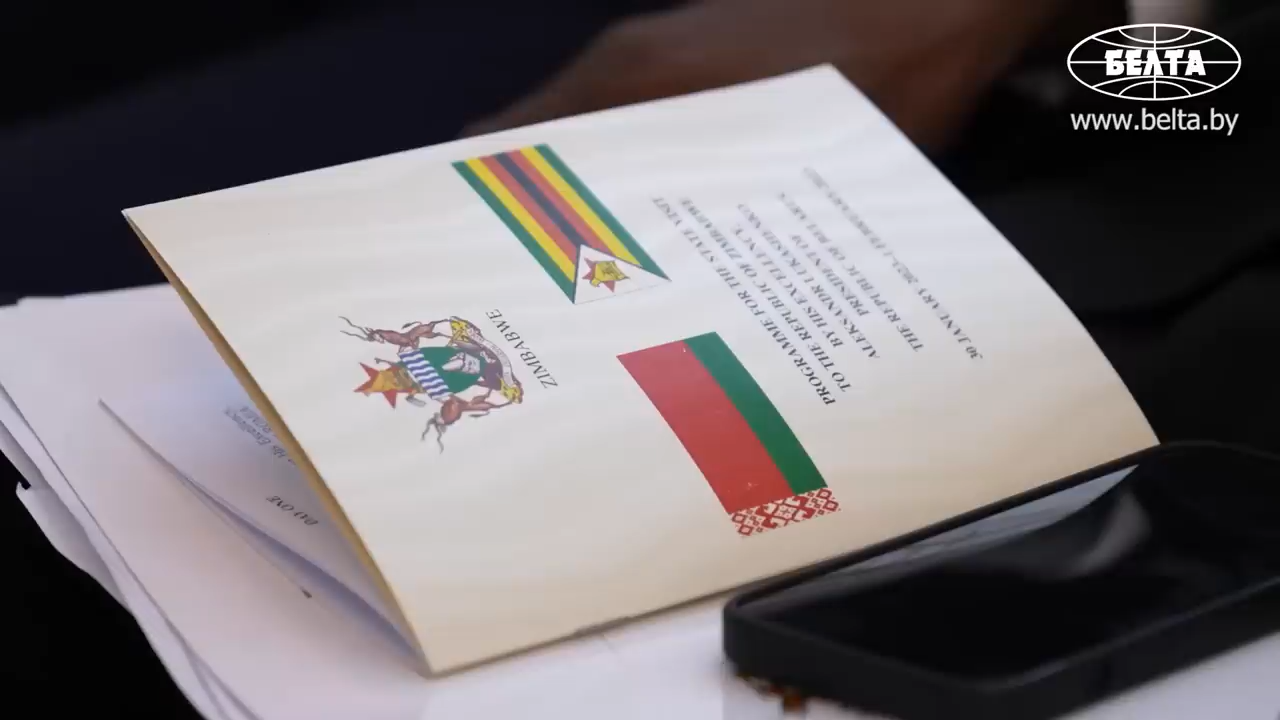 БЕЛТА
www.belta.by
ZIMBABWE
PROGRAMME FOR THE STATE VISIT
TO THE REPUBLIC OF ZIMBABWE
BY HIS EXCELLENCY,
ALEKSANDR LUKASHENKO
PRESIDENT OF
THE REPUBLIC OF BELARUS
30 JANUARY 2023-1 FEBRUARY 2023
DAY ONE